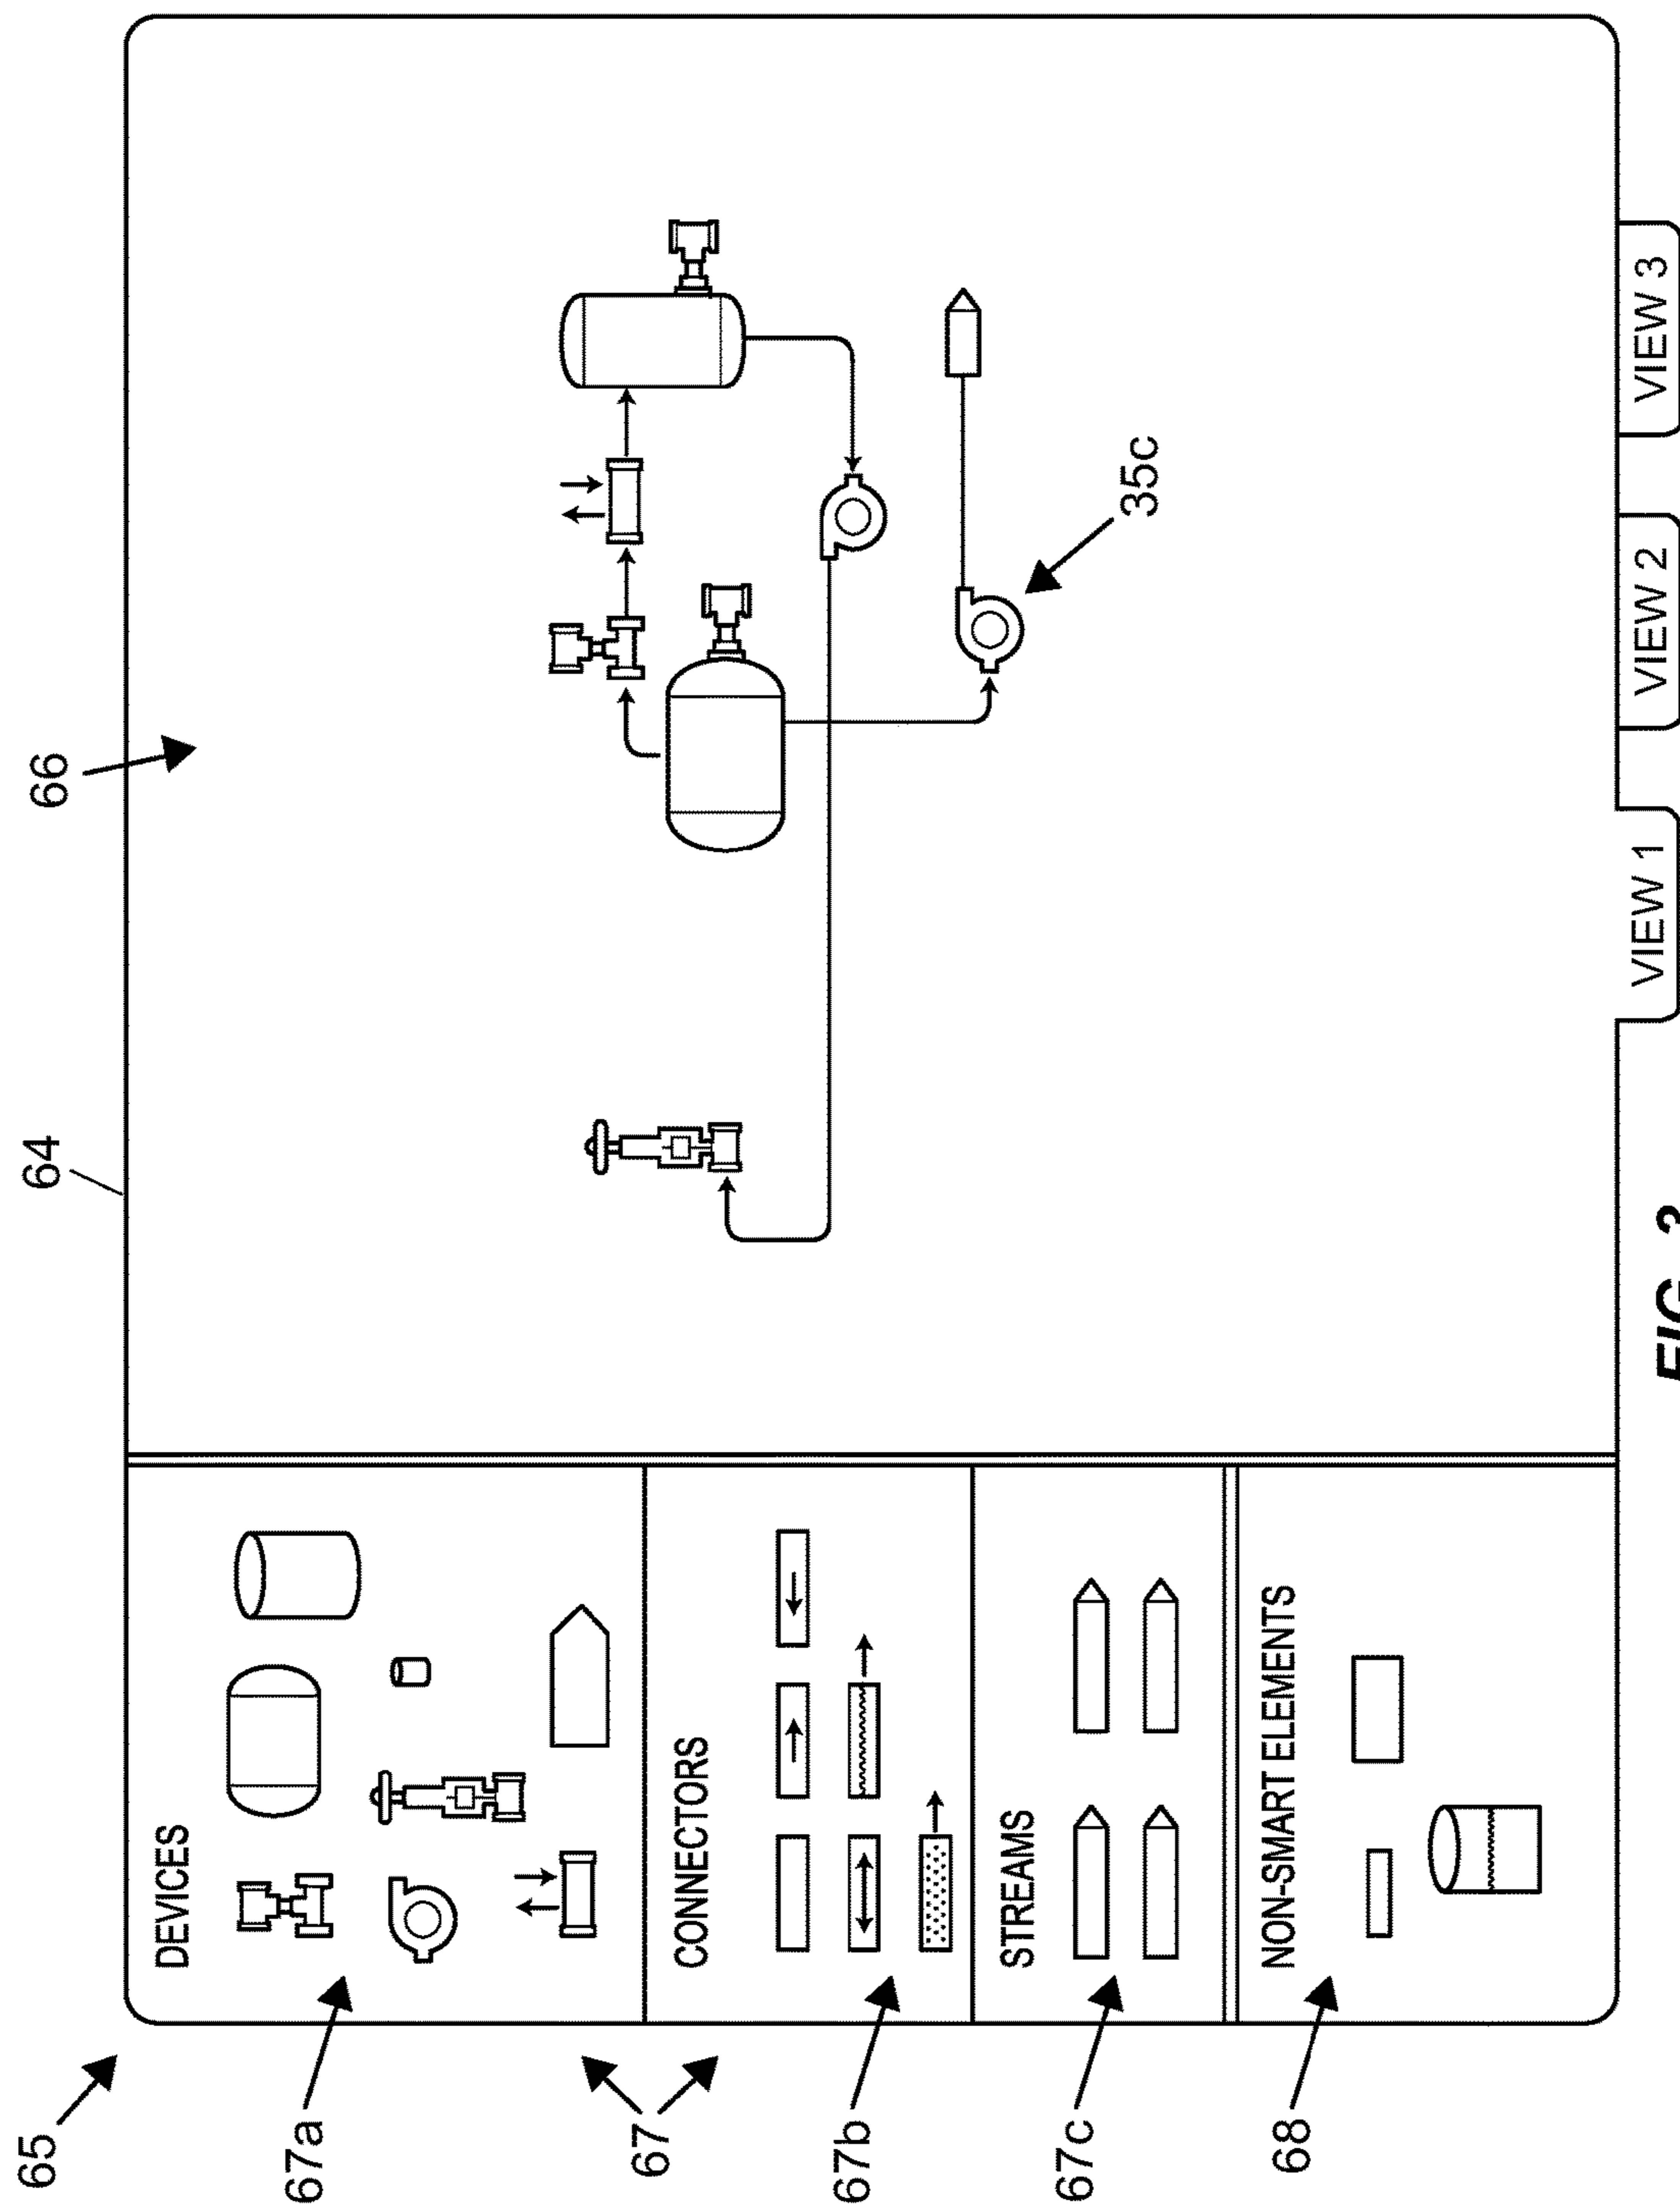 64
66
65
DEVICES
67a
67
CONNECTORS
67b
STREAMS
67c
NON-SMART ELEMENTS
68
35c
VIEW 1
VIEW 2
VIEW 3